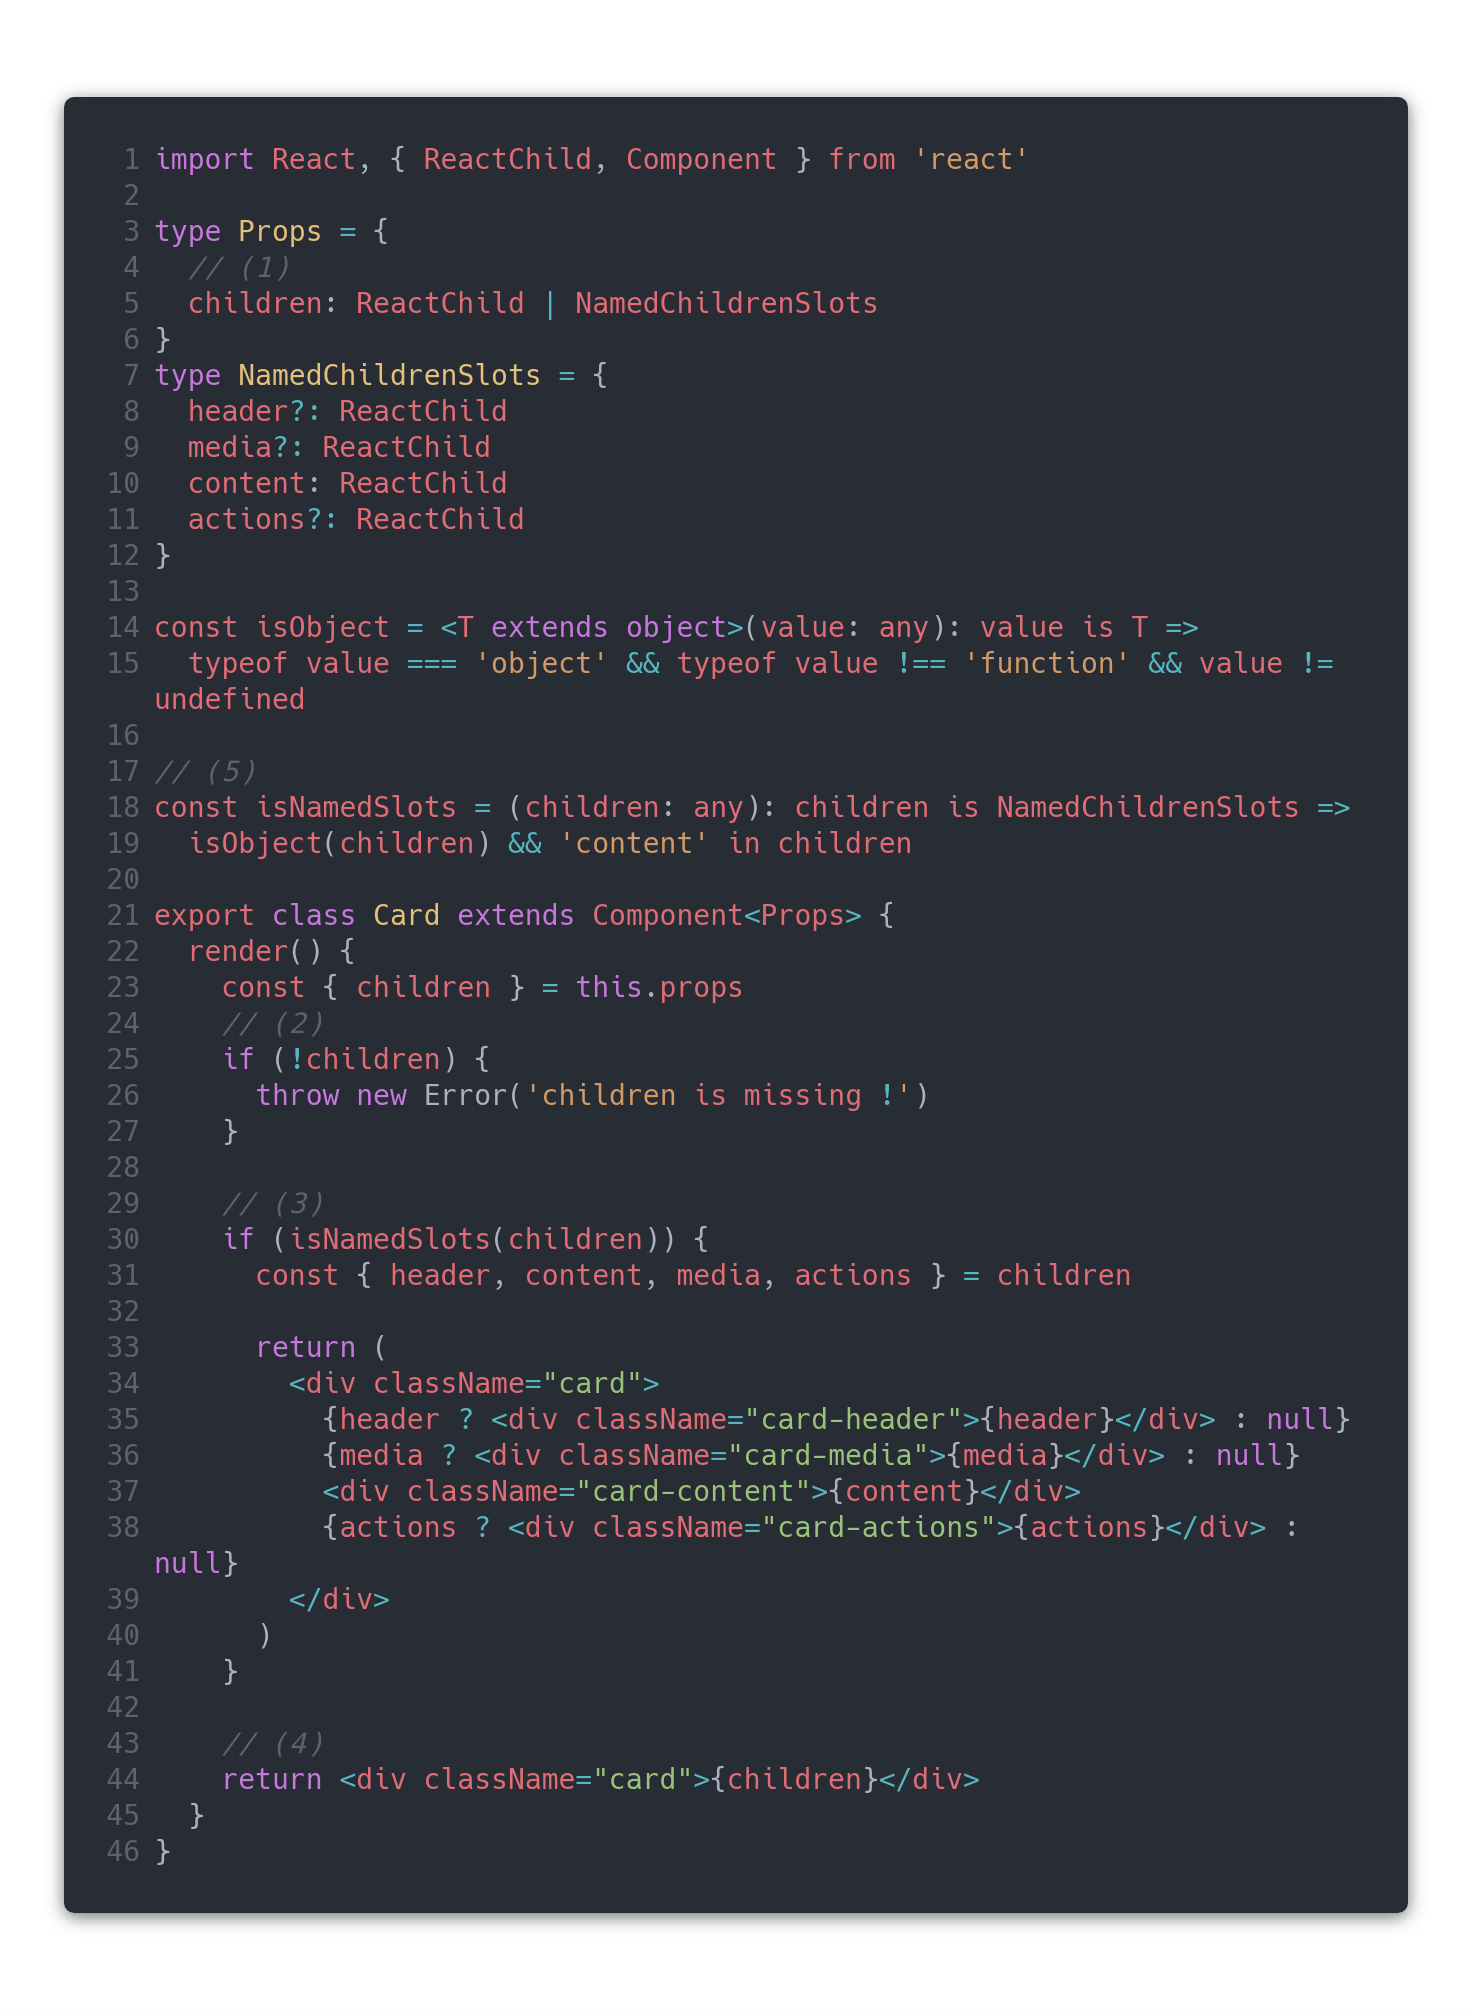 1 import React, { ReactChild, Component } from 'react'
2
3 type Props = {
4   // (1)
5   children: ReactChild | NamedChildrenSlots
6 }
7 type NamedChildrenSlots = {
8   header?: ReactChild
9   media?: ReactChild
10   content: ReactChild
11   actions?: ReactChild
12 }
13
14 const isObject = <T extends object>(value: any): value is T =>
15   typeof value === 'object' && typeof value !== 'function' && value !=
undefined
16
17 // (5)
18 const isNamedSlots = (children: any): children is NamedChildrenSlots =>
19   isObject(children) && 'content' in children
20
21 export class Card extends Component<Props> {
22   render() {
23     const { children } = this.props
24     // (2)
25     if (!children) {
26       throw new Error('children is missing !')
27     }
28
29     // (3)
30     if (isNamedSlots(children)) {
31       const { header, content, media, actions } = children
32
33       return (
34         <div className="card">
35           {header ? <div className="card-header">{header}</div> : null}
36           {media ? <div className="card-media">{media}</div> : null}
37           <div className="card-content">{content}</div>
38           {actions ? <div className="card-actions">{actions}</div> :
null}
39         </div>
40       )
41     }
42
43     // (4)
44     return <div className="card">{children}</div>
45   }
46 }